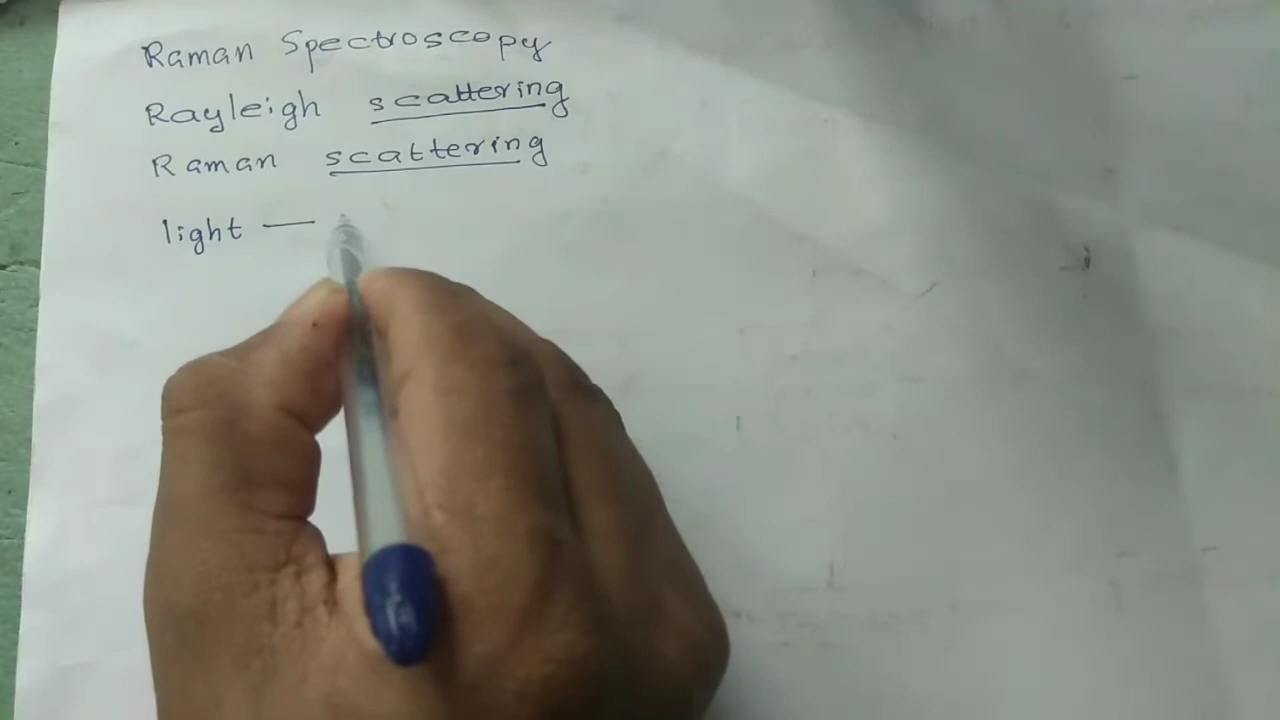 Raman Spectroscopy
Rayleigh scattering
Raman scattering
light —